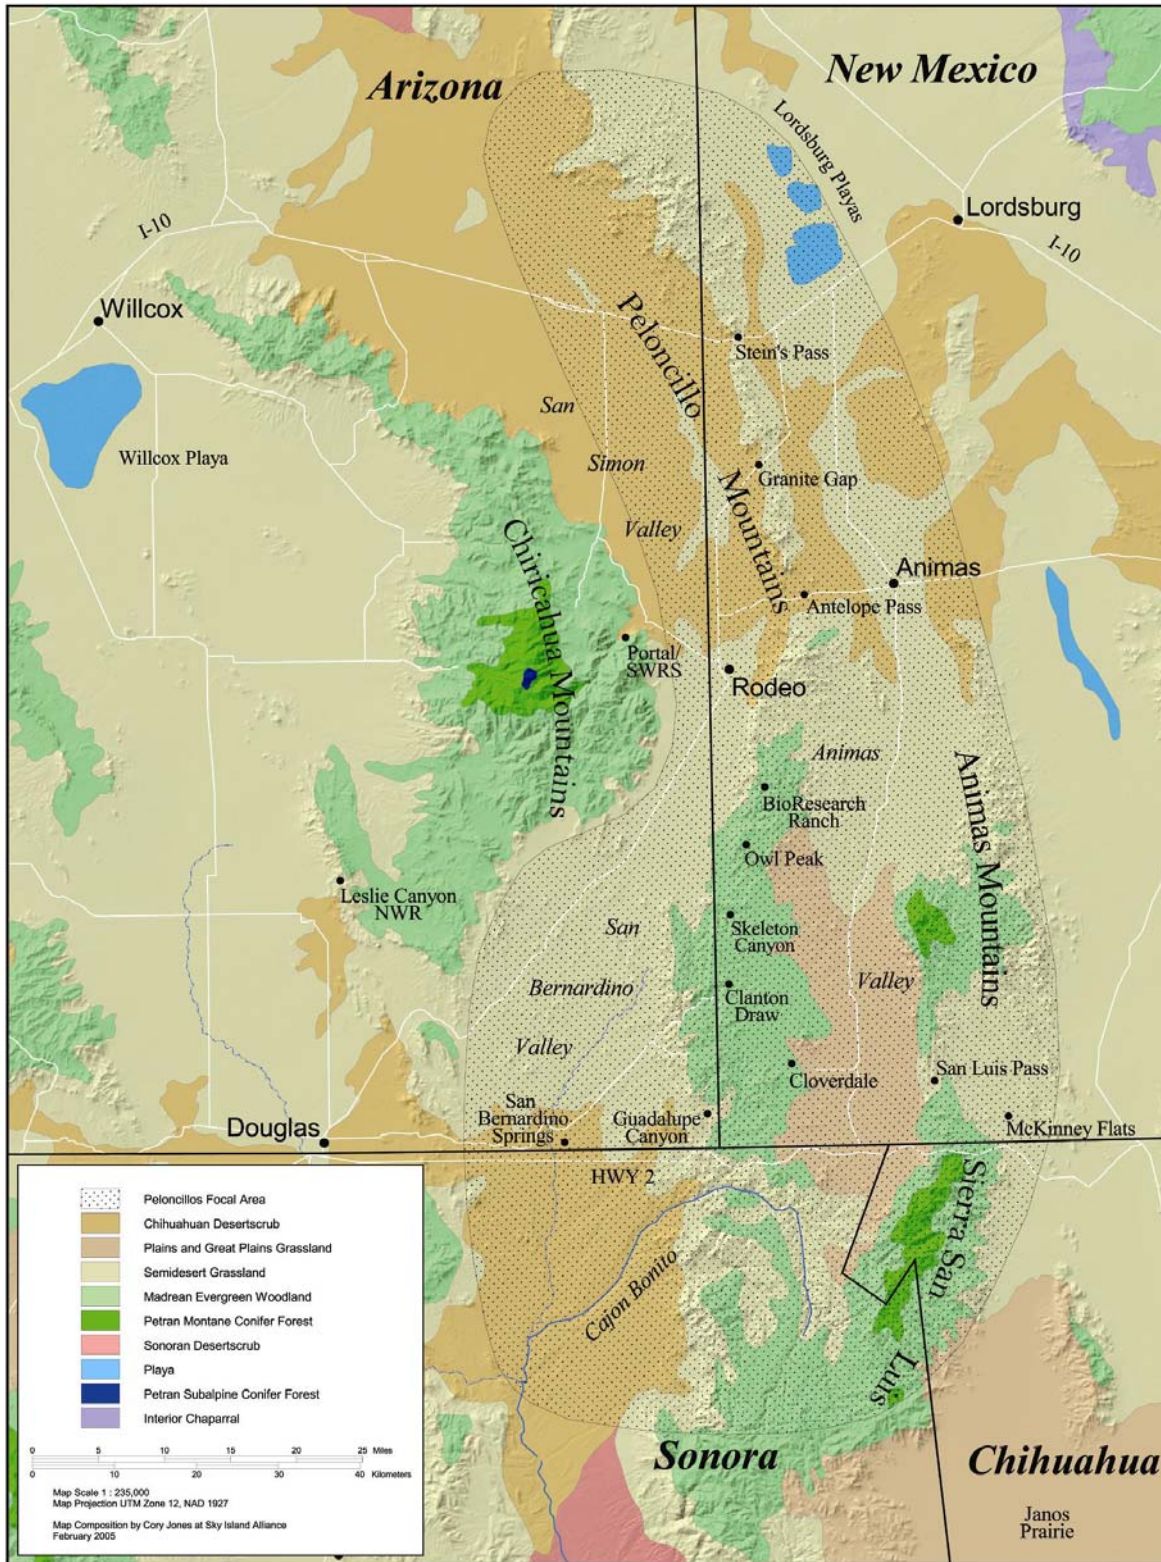 Arizona
New Mexico
Lordsburg Playas
Lordsburg
I-10
I-10
Willcox
Stein's Pass
Peloncillo
Mountains
San
Simon
Valley
Willcox Playa
Granite Gap
Chiricahua Mountains
Animas
Antelope Pass
Portal/
SWRS
Rodeo
Animas
Valley
Animas Mountains
BioResearch
Ranch
Owl Peak
Leslie Canyon
NWR
Skeleton
Canyon
San
Bernardino
Valley
Clanton
Draw
Cloverdale
San Luis Pass
McKinney Flats
San
Bernardino
Springs
Guadalupe
Canyon
Douglas
HWY 2
Cajon Bonito
Sierra San
Luis
Sonora
Chihuahua
Janos
Prairie
Peloncillos Focal Area
Chihuahuan Desertscrub
Plains and Great Plains Grassland
Semidesert Grassland
Madrean Evergreen Woodland
Petran Montane Conifer Forest
Sonoran Desertscrub
Playa
Petran Subalpine Conifer Forest
Interior Chaparral
0 5 10 15 20 25 Miles
0 10 20 30 40 Kilometers
Map Scale 1 : 235,000
Map Projection UTM Zone 12, NAD 1927
Map Composition by Cory Jones at Sky Island Alliance
February 2005